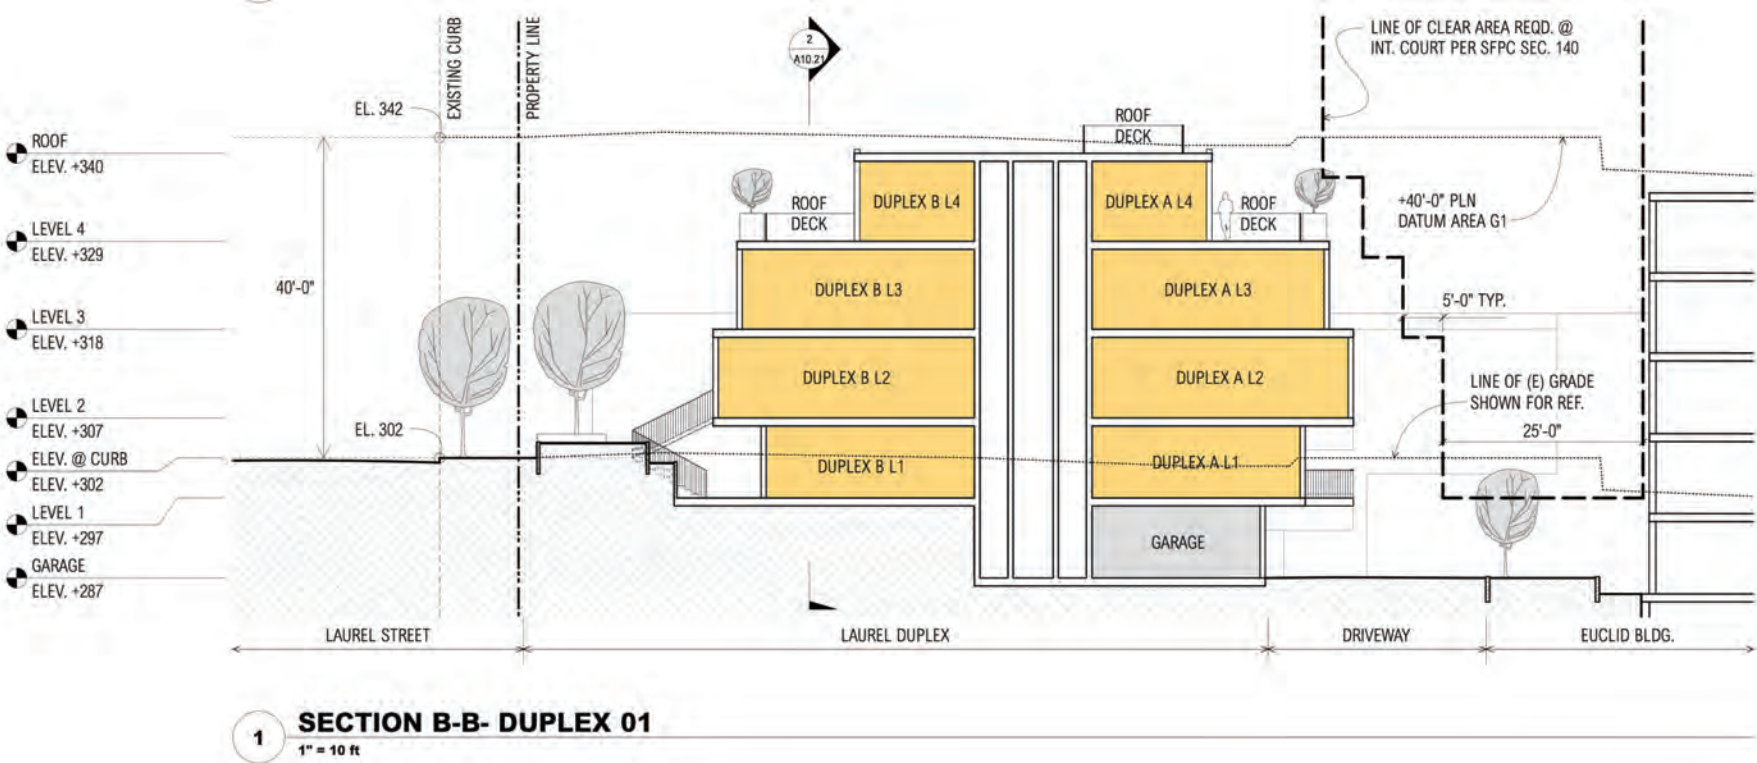 EXISTING CURB
PROPERTY LINE
2
A10.21
LINE OF CLEAR AREA REQD. @
INT. COURT PER SFPC SEC. 140
EL. 342
ROOF
DECK
ROOF
ELEV. +340
DUPLEX B L4
DUPLEX A L4
ROOF
DECK
ROOF
DECK
+40'-0" PLN
DATUM AREA G1
LEVEL 4
ELEV. +329
40'-0"
DUPLEX B L3
DUPLEX A L3
5'-0" TYP.
LEVEL 3
ELEV. +318
DUPLEX B L2
DUPLEX A L2
LINE OF (E) GRADE
SHOWN FOR REF.
LEVEL 2
ELEV. +307
EL. 302
25'-0"
ELEV. @ CURB
ELEV. +302
DUPLEX B L1
DUPLEX A L1
LEVEL 1
ELEV. +297
GARAGE
GARAGE
ELEV. +287
LAUREL STREET
LAUREL DUPLEX
DRIVEWAY
EUCLID BLDG.
1
SECTION B-B- DUPLEX 01
1" = 10 ft